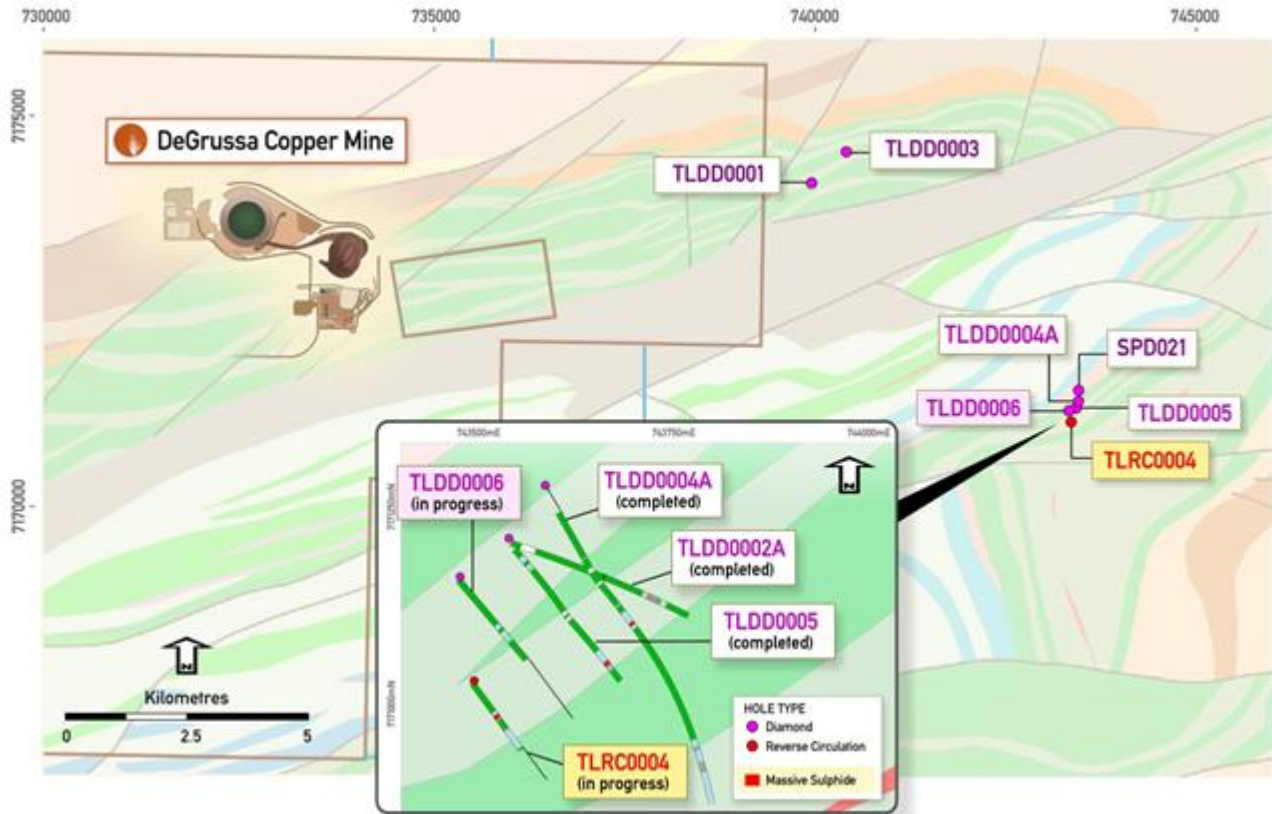 730000
735000
740000
745000
7175000
7170000
DeGrussa Copper Mine
TLDD0001
TLDD0003
TLDD0004A
SPD021
TLDD0006
TLDD0005
TLRC0004
N
Kilometres
0
2.5
5
743500mE
743750mE
744000mE
7171250mN
7171000mN
N
TLDD0006
(in progress)
TLDD0004A
(completed)
TLDD0002A
(completed)
TLDD0005
(completed)
TLRC0004
(in progress)
HOLE TYPE
Diamond
Reverse Circulation
Massive Sulphide